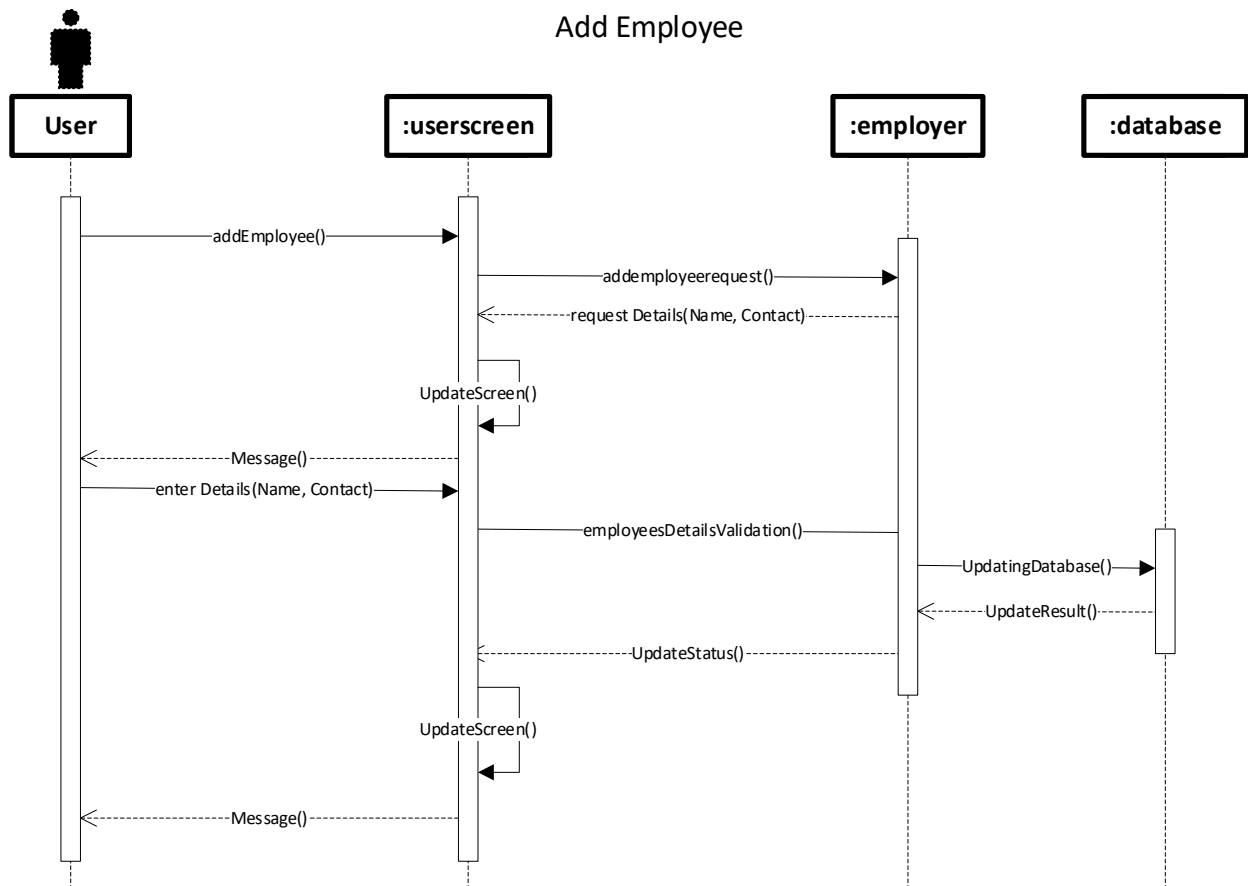 Add Employee
User
:userscreen
:employer
:database
addEmployee()
addemployeerequest()
request Details(Name, Contact)
UpdateScreen()
Message()
enter Details(Name, Contact)
employeesDetailsValidation()
UpdatingDatabase()
UpdateResult()
UpdateStatus()
UpdateScreen()
Message()